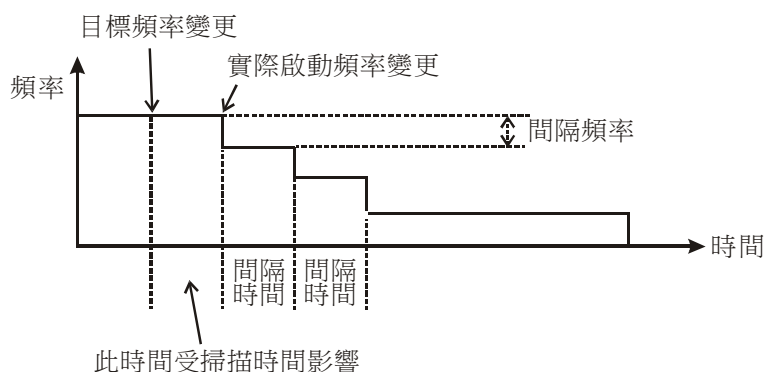 目標頻率變更
實際啟動頻率變更
頻率
間隔頻率
時間
間隔
時間
間隔
時間
此時間受掃描時間影響